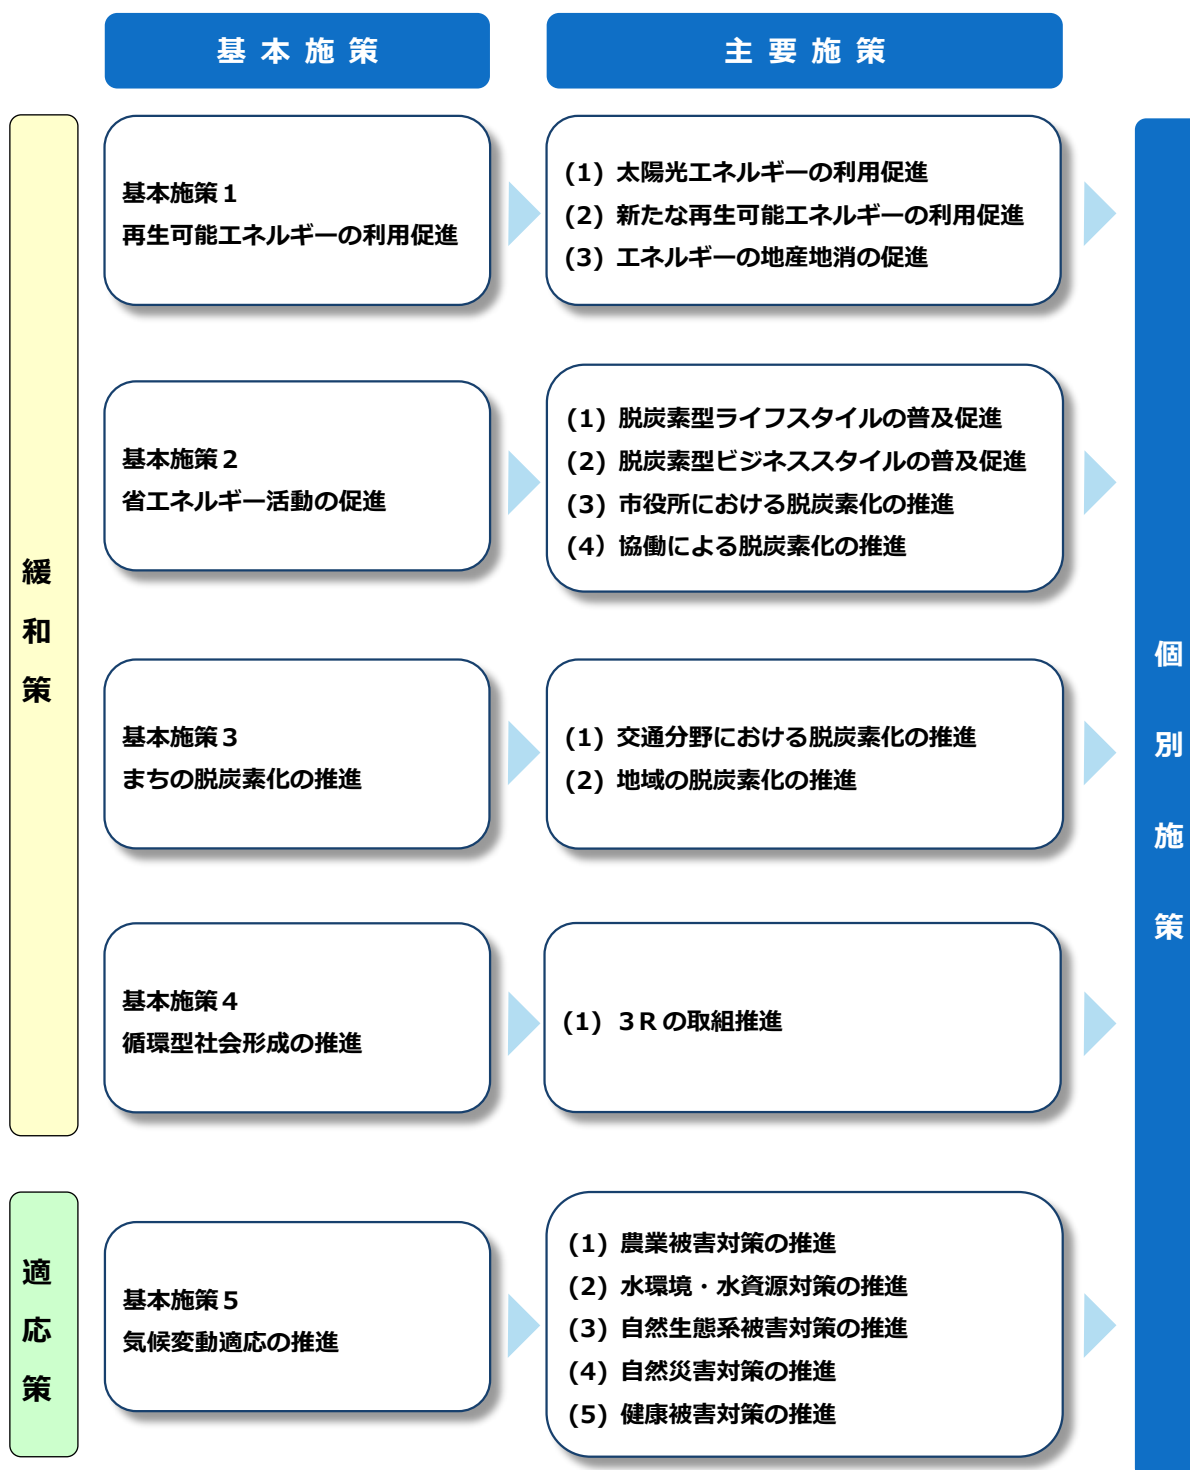 基本施策
主要施策
緩和策
基本施策1
再生可能エネルギーの利用促進
(1) 太陽光エネルギーの利用促進
(2) 新たな再生可能エネルギーの利用促進
(3) エネルギーの地産地消の促進
基本施策2
省エネルギー活動の促進
(1) 脱炭素型ライフスタイルの普及促進
(2) 脱炭素型ビジネススタイルの普及促進
(3) 市役所における脱炭素化の推進
(4) 協働による脱炭素化の推進
基本施策3
まちの脱炭素化の推進
(1) 交通分野における脱炭素化の推進
(2) 地域の脱炭素化の推進
基本施策4
循環型社会形成の推進
(1) 3Rの取組推進
適応策
基本施策5
気候変動適応の推進
(1) 農業被害対策の推進
(2) 水環境・水資源対策の推進
(3) 自然生態系被害対策の推進
(4) 自然災害対策の推進
(5) 健康被害対策の推進
個別施策